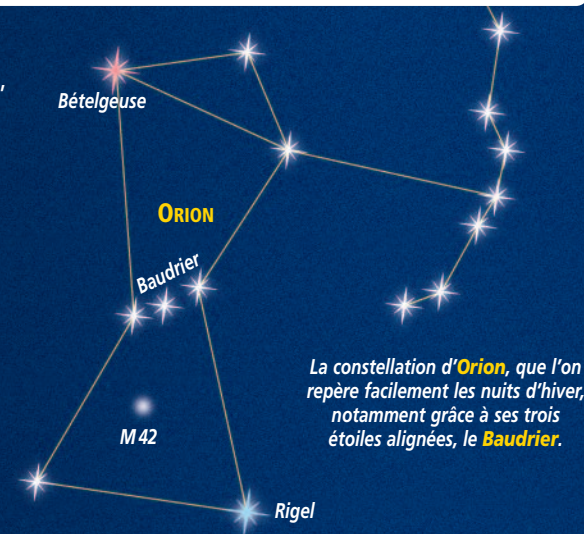 Bételgeuse
ORION
Baudrier
La constellation d'Orion, que l'on
repère facilement les nuits d'hiver,
notamment grâce à ses trois
étoiles alignées, le Baudrier.
M 42
Rigel